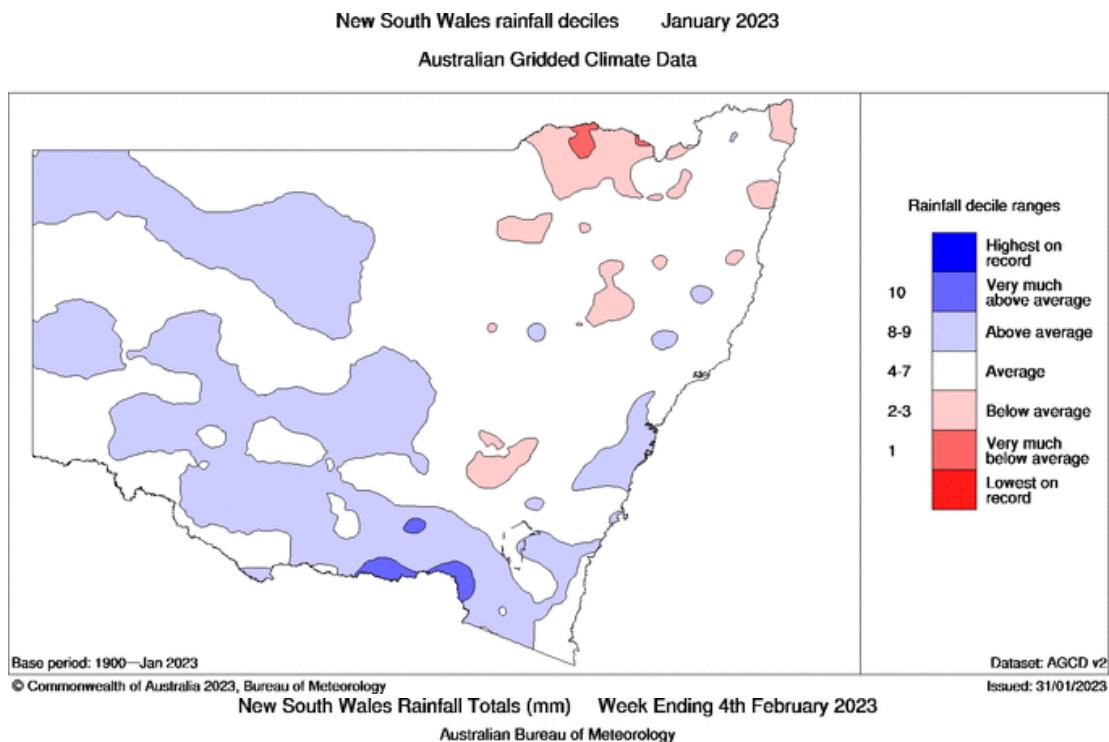 New South Wales rainfall deciles January 2023
Australian Gridded Climate Data
Rainfall decile ranges
Highest on
record
10 Very much
above average
8-9 Above average
4-7 Average
2-3 Below average
1 Very much
below average
Lowest on
record
Base period: 1900—Jan 2023
Dataset: AGCD v2
© Commonwealth of Australia 2023, Bureau of Meteorology
Issued: 31/01/2023
New South Wales Rainfall Totals (mm) Week Ending 4th February 2023
Australian Bureau of Meteorology